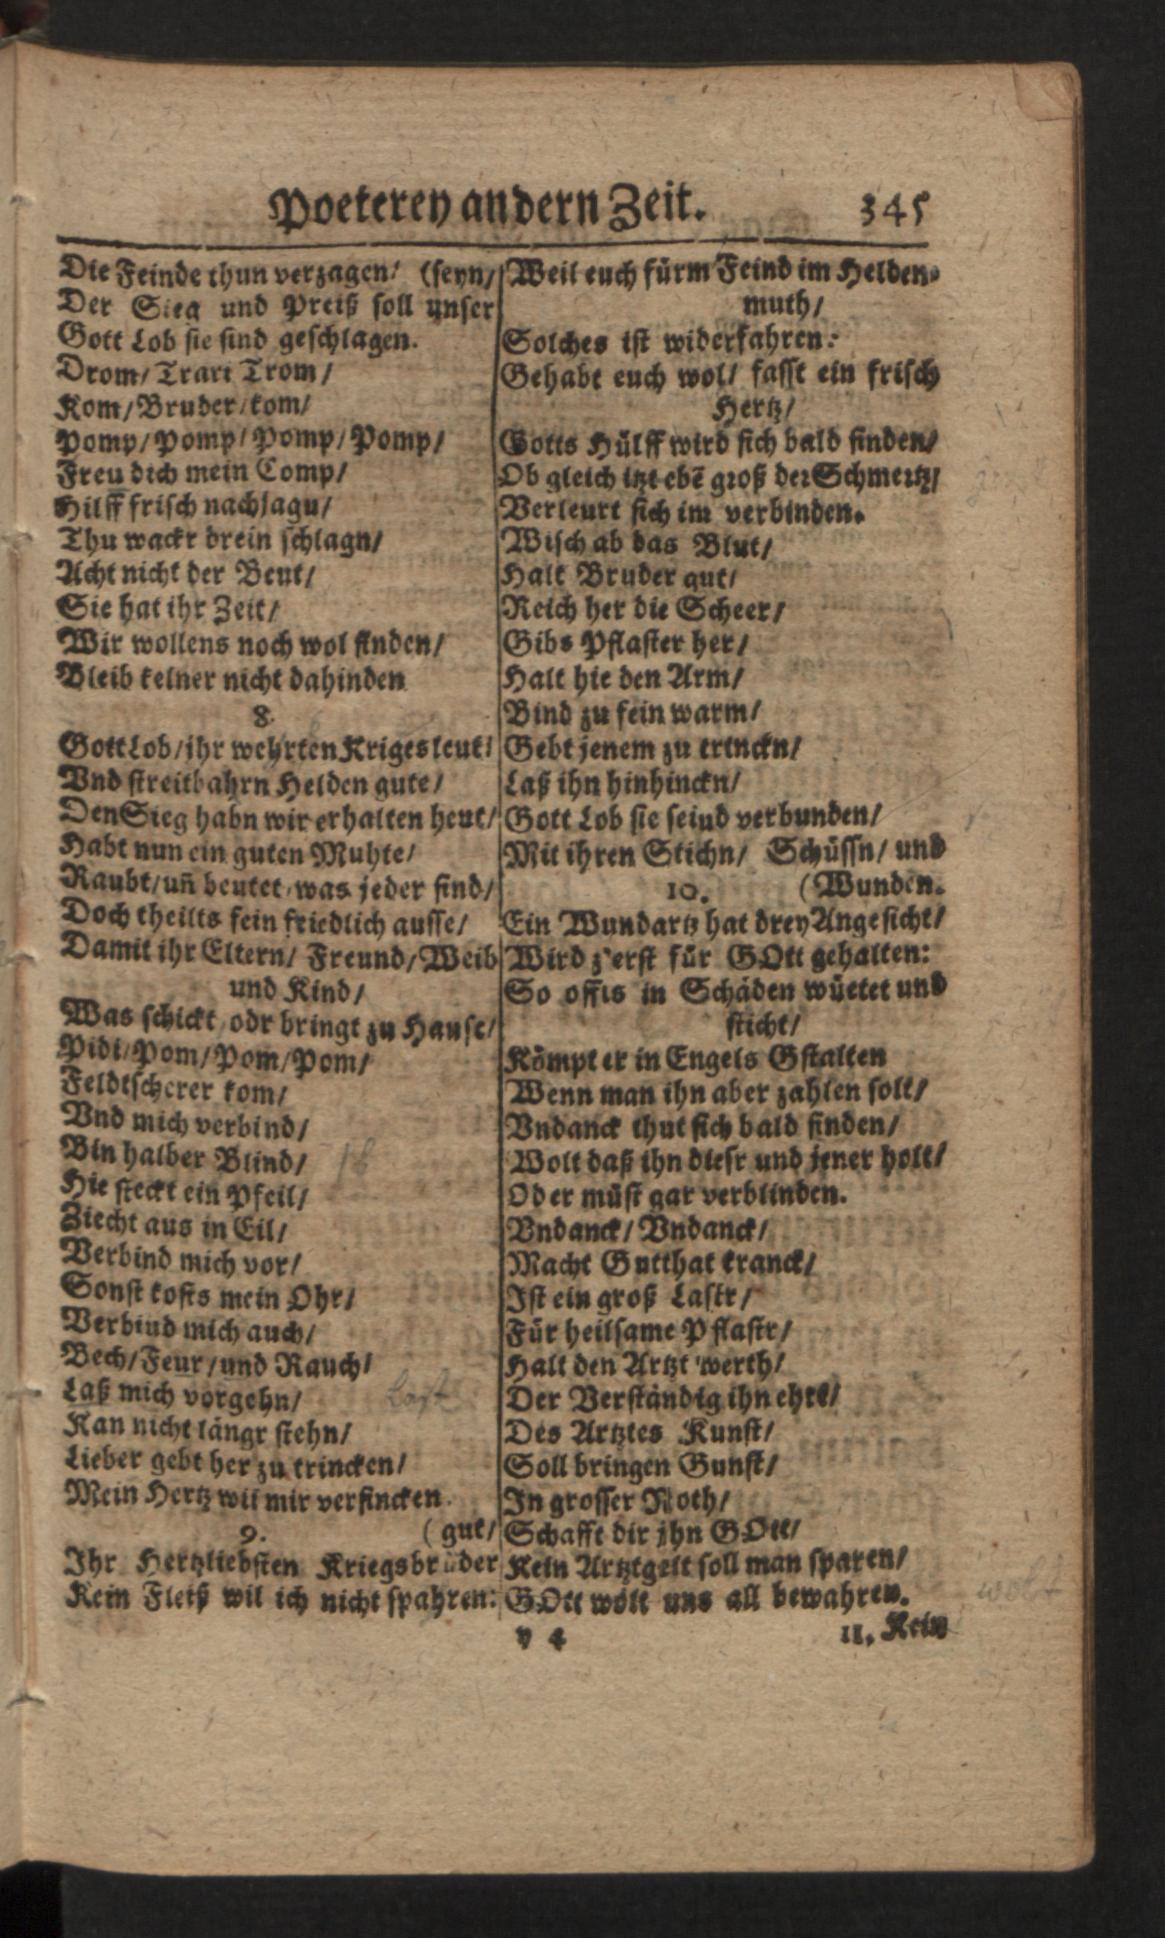 Poeterey andern Zeit. 345
Die Feinde thun verzagen/ (seyn/
Der Sieg und Preiß soll unser
Gott Lob sie sind geschlagen.
Drom/ Trari Trom/
Kom/ Bruder/ kom/
Pomp/ Pomp/ Pomp/ Pomp/
Freu dich mein Comp/
Hilff frisch nachjagn/
Thu wackr drein schlagn/
Acht nicht der Beut/
Sie hat ihr Zeit/
Wir wollens noch wol finden/
Bleib keiner nicht dahinden
8.
Gott Lob/ ihr wehrten Kriges leut/
Vnd streitbahrn Helden gute/
Den Sieg habn wir erhalten heut/
Habt nun ein guten Muhte/
Raubt/ uñ beutet, was jeder find/
Doch theilts fein friedlich ausse/
Damit ihr Eltern/ Freund/ Weib
und Kind/
Was schickt, odr bringt zu Hause/
Pidi/ Pom/ Pom/ Pom/
Feldtscherer kom/
Vnd mich verbind/
Bin halber Blind/
Hie steckt ein Pfeil/
Ziecht aus in Eil/
Verbind mich vor/
Sonst kosts mein Ohr/
Verbind mich auch/
Bech/ Feur/ und Rauch/
Laß mich vorgehn/ last
Kan nicht längr stehn/
Lieber gebt her zu trincken/
Mein Hertz wil mir versincken.
9. ( gut/
Ihr Hertzliebsten Kriegsbrüder
Kein Fleiß wil ich nicht spahren:
Weil euch fürm Feind im Helden-
muth/
Solches ist widerfahren:
Gehabt euch wol/ fasst ein frisch
Hertz/
Gotts Hülff wird sich bald finden/
Ob gleich itzt ebẽ groß der Schmertz/
Verleurt sich im verbinden.
Wisch ab das Blut/
Halt Bruder gut/
Reich her die Scheer/
Gibs Pflaster her/
Halt hie den Arm/
Bind zu fein warm/
Gebt jenem zu trinckn/
Laß ihn hinhinckn/
Gott Lob sie seind verbunden/
Mit ihren Stichn/ Schüssn/ und
10. (Wunden.
Ein Wundartz hat drey Angesicht/
Wird z'erst für GOtt gehalten:
So offts in Schäden wüetet und
sticht/
Kömpt er in Engels Gstalten
Wenn man ihn aber zahlen solt/
Vndanck thut sich bald finden/
Wolt daß ihn diesr und jener holt/
Oder müst gar verblinden.
Vndanck/ Vndanck/
Macht Gutthat kranck/
Ist ein groß Lastr/
Für heilsame Pflastr/
Halt den Artzt werth/
Der Verständig ihn ehrt/
Des Artztes Kunst/
Soll bringen Gunst/
In grosser Noth/
Schafft dir jhn GOtt/
Kein Artztgelt soll man sparen/
GOtt wölt uns all bewahren. wolt
y 4 11. Kein